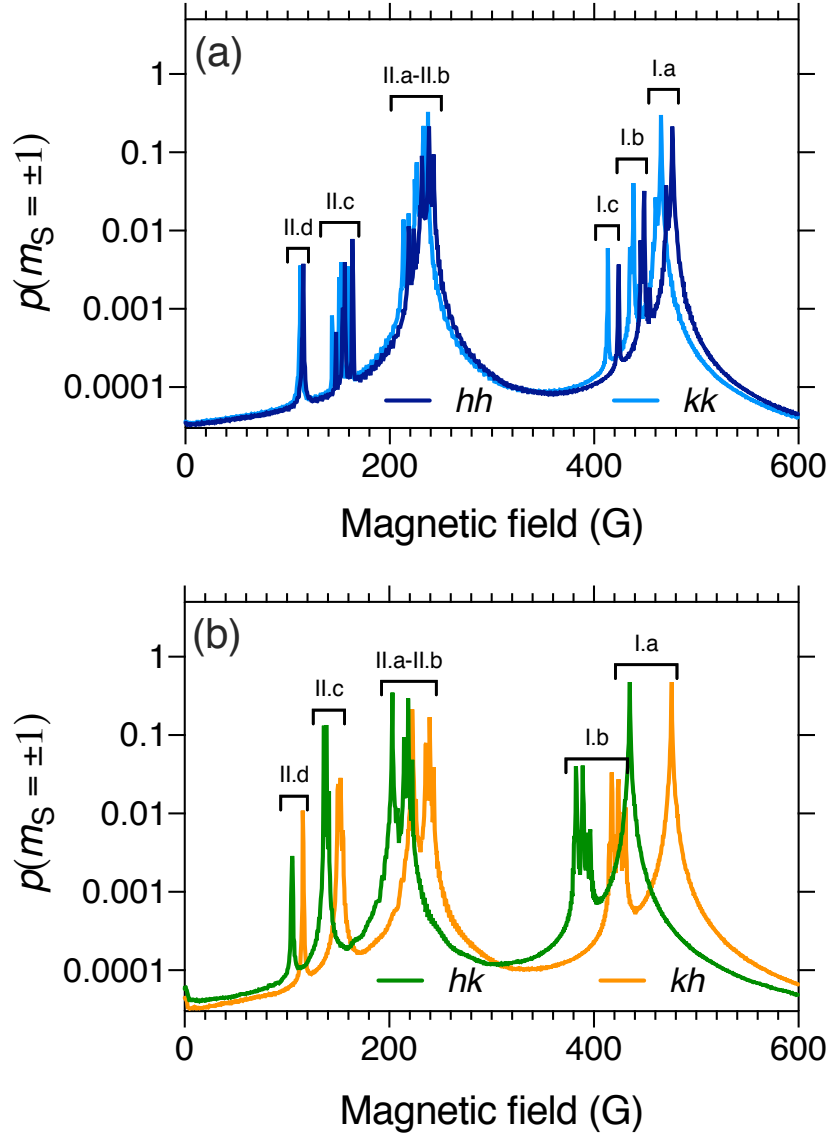 (a)
II.a-II.b
I.a
1
I.b
0.1
II.c
I.c
II.d
0.01
0.001
0.0001
p(mS = ±1)
hh
kk
0
200
400
600
Magnetic field (G)
(b)
I.a
1
II.a-II.b
II.c
I.b
0.1
II.d
0.01
0.001
0.0001
p(mS = ±1)
hk
kh
0
200
400
600
Magnetic field (G)